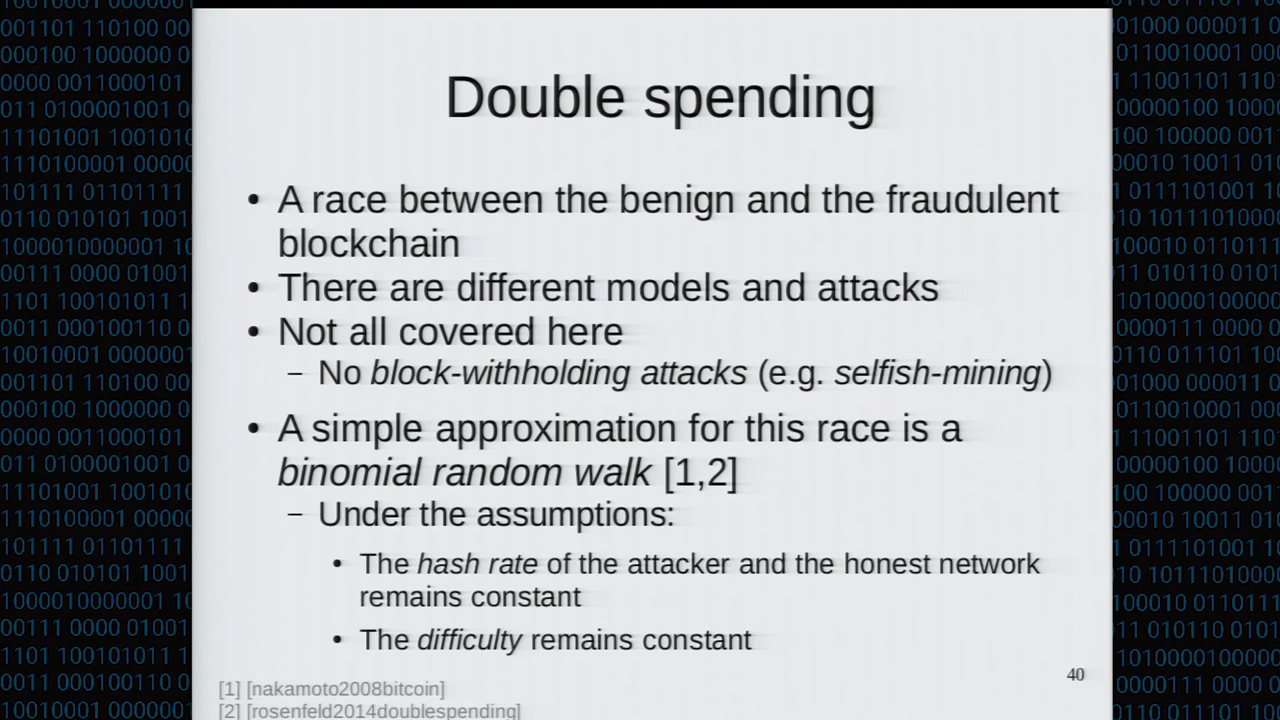 Double spending
• A race between the benign and the fraudulent
blockchain
• There are different models and attacks
• Not all covered here
– No block-withholding attacks (e.g. selfish-mining)
• A simple approximation for this race is a
binomial random walk [1,2]
– Under the assumptions:
• The hash rate of the attacker and the honest network
remains constant
• The difficulty remains constant
40
[1] [nakamoto2008bitcoin]
[2] [rosenfeld2014doublespending]